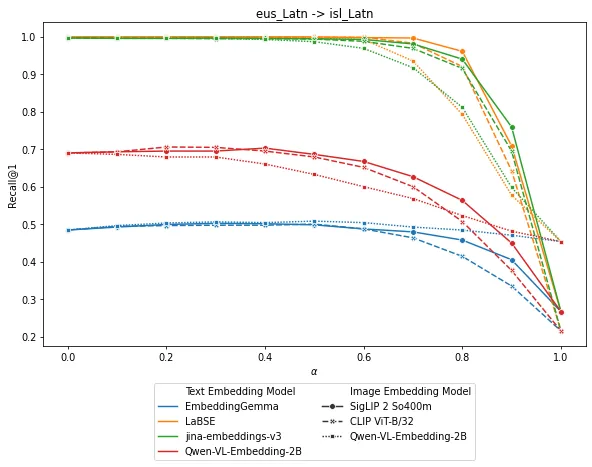 eus_Latn -> isl_Latn
Recall@1
1.0
0.9
0.8
0.7
0.6
0.5
0.4
0.3
0.2
0.0 0.2 0.4 0.6 0.8 1.0
α
Text Embedding Model Image Embedding Model
EmbeddingGemma SigLIP 2 So400m
LaBSE CLIP ViT-B/32
jina-embeddings-v3 Qwen-VL-Embedding-2B
Qwen-VL-Embedding-2B